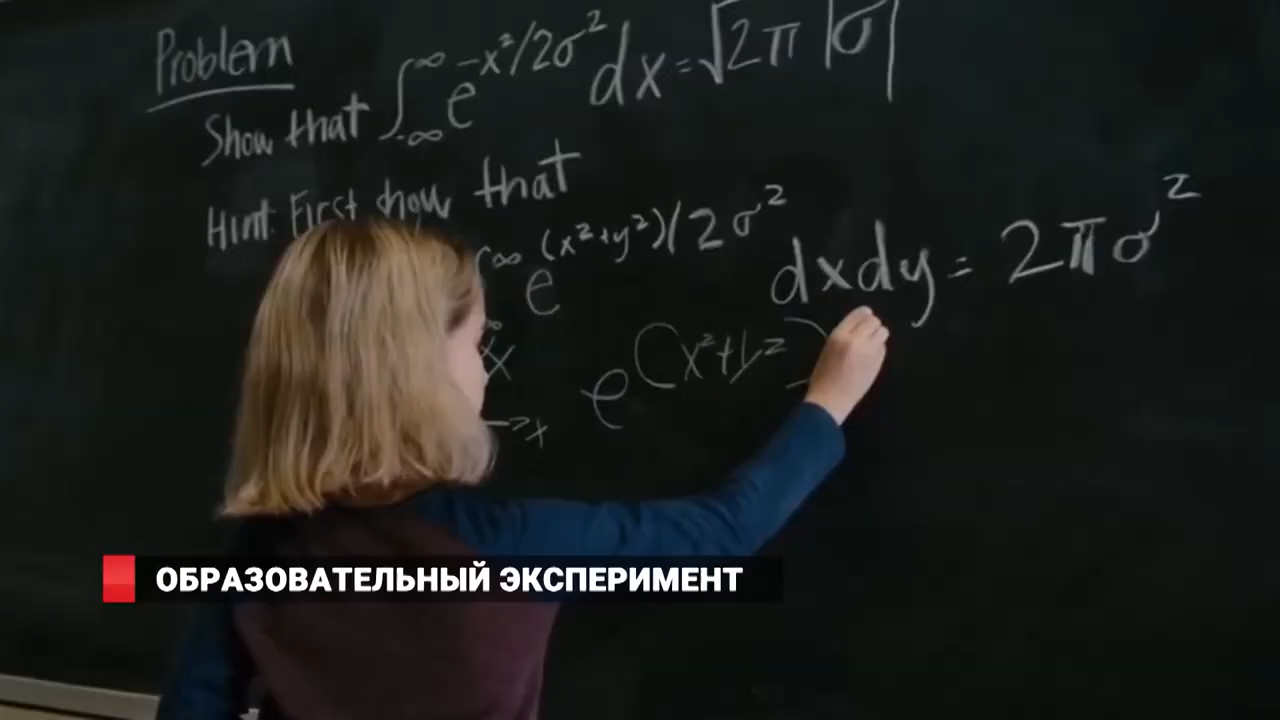 Problem
Show that ∫_{-∞}^{∞} e^{-x²/2σ²} dx = √2π |σ|
Hint: First show that
∫^∞ e^{(x²+y²)/2σ²} dxdy = 2πσ²
x e^{(x²+y²)}
→x
ОБРАЗОВАТЕЛЬНЫЙ ЭКСПЕРИМЕНТ